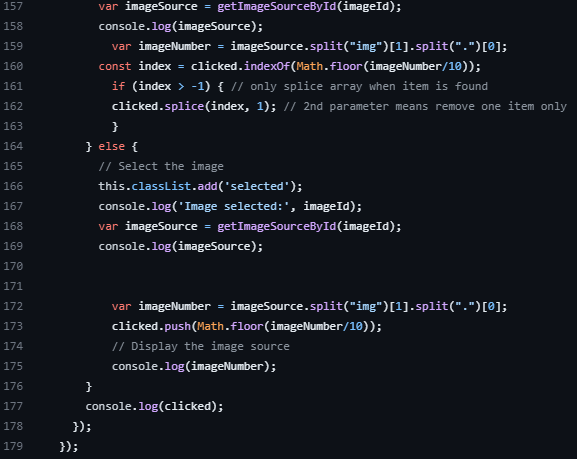 157 var imageSource = getImageSourceById(imageId);
158 console.log(imageSource);
159 var imageNumber = imageSource.split("img")[1].split(".")[0];
160 const index = clicked.indexOf(Math.floor(imageNumber/10));
161 if (index > -1) { // only splice array when item is found
162 clicked.splice(index, 1); // 2nd parameter means remove one item only
163 }
164 } else {
165 // Select the image
166 this.classList.add('selected');
167 console.log('Image selected:', imageId);
168 var imageSource = getImageSourceById(imageId);
169 console.log(imageSource);
170
171
172 var imageNumber = imageSource.split("img")[1].split(".")[0];
173 clicked.push(Math.floor(imageNumber/10));
174 // Display the image source
175 console.log(imageNumber);
176 }
177 console.log(clicked);
178 });
179 });